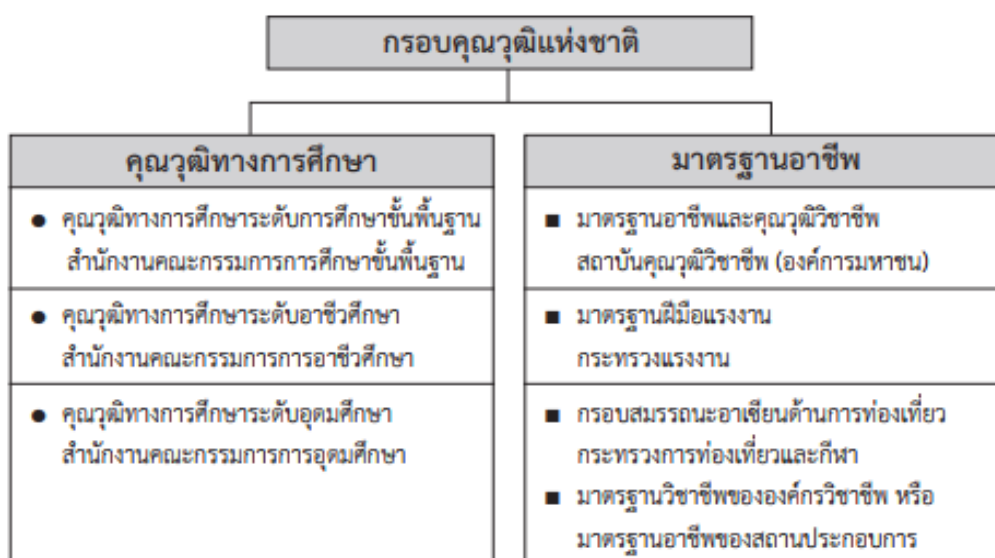 กรอบคุณวุฒิแห่งชาติ
คุณวุฒิทางการศึกษา
● คุณวุฒิทางการศึกษาระดับการศึกษาขั้นพื้นฐาน
สำนักงานคณะกรรมการการศึกษาขั้นพื้นฐาน
● คุณวุฒิทางการศึกษาระดับอาชีวศึกษา
สำนักงานคณะกรรมการการอาชีวศึกษา
● คุณวุฒิทางการศึกษาระดับอุดมศึกษา
สำนักงานคณะกรรมการการอุดมศึกษา
มาตรฐานอาชีพ
■ มาตรฐานอาชีพและคุณวุฒิวิชาชีพ
สถาบันคุณวุฒิวิชาชีพ (องค์การมหาชน)
■ มาตรฐานฝีมือแรงงาน
กระทรวงแรงงาน
■ กรอบสมรรถนะอาเซียนด้านการท่องเที่ยว
กระทรวงการท่องเที่ยวและกีฬา
■ มาตรฐานวิชาชีพขององค์กรวิชาชีพ หรือ
มาตรฐานอาชีพของสถานประกอบการ